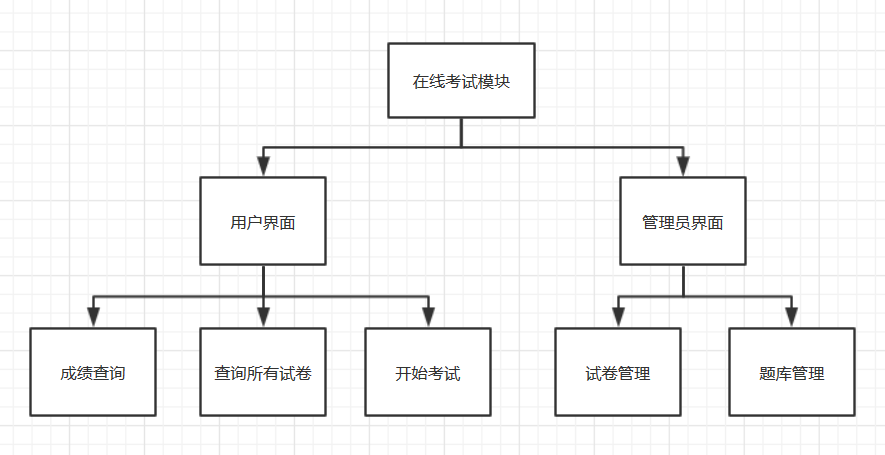 在线考试模块
用户界面
管理员界面
成绩查询
查询所有试卷
开始考试
试卷管理
题库管理